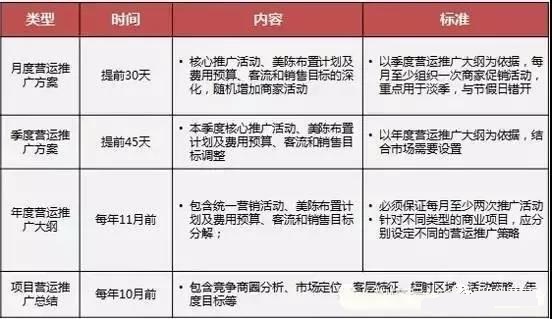 类型
时间
内容
标准
月度营运推
广方案
提前30天
• 核心推广活动、美陈布置计划及
费用预算、客流和销售目标的深
化，随机增加商家活动
• 以季度营运推广大纲为依据，每
月至少组织一次商家促销活动，
重点用于淡季，与节假日错开
季度营运推
广方案
提前45天
• 本季度核心推广活动、美陈布置
计划及费用预算、客流和销售目
标调整
• 以年度营运推广大纲为依据，结
合市场需要设置
年度营运推
广大纲
每年11月前
• 包含统一营销活动、美陈布置计
划及费用预算、客流和销售目标
分解；
• 必须保证每月至少两次推广活动
• 针对不同类型的商业项目，应分
别设定不同的营运推广策略
项目营运推
广总结
每年10月前
• 包含竞争商圈分析、市场定位、客层特征、辐射区域、活动策略、年
度目标等